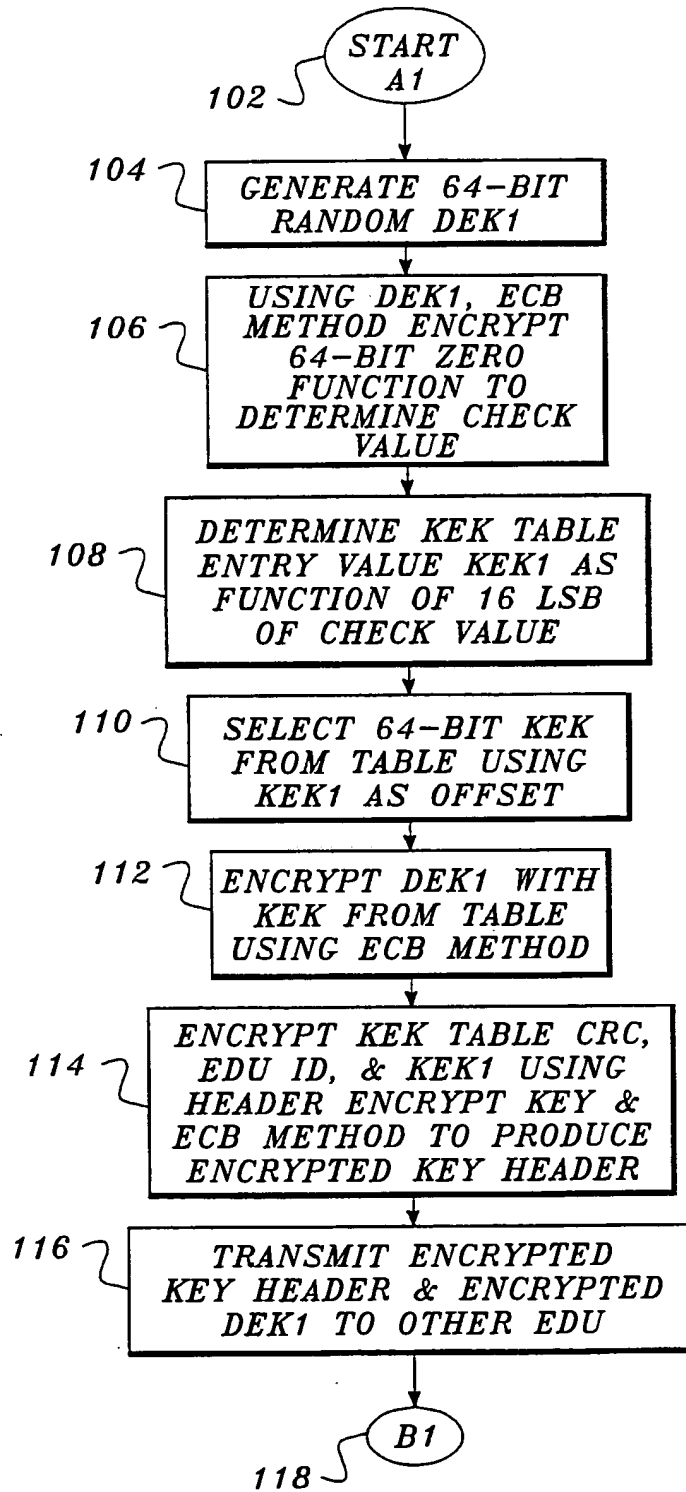 START
A1
102
104
GENERATE 64-BIT
RANDOM DEK1
106
USING DEK1, ECB
METHOD ENCRYPT
64-BIT ZERO
FUNCTION TO
DETERMINE CHECK
VALUE
108
DETERMINE KEK TABLE
ENTRY VALUE KEK1 AS
FUNCTION OF 16 LSB
OF CHECK VALUE
110
SELECT 64-BIT KEK
FROM TABLE USING
KEK1 AS OFFSET
112
ENCRYPT DEK1 WITH
KEK FROM TABLE
USING ECB METHOD
114
ENCRYPT KEK TABLE CRC,
EDU ID, & KEK1 USING
HEADER ENCRYPT KEY &
ECB METHOD TO PRODUCE
ENCRYPTED KEY HEADER
116
TRANSMIT ENCRYPTED
KEY HEADER & ENCRYPTED
DEK1 TO OTHER EDU
B1
118